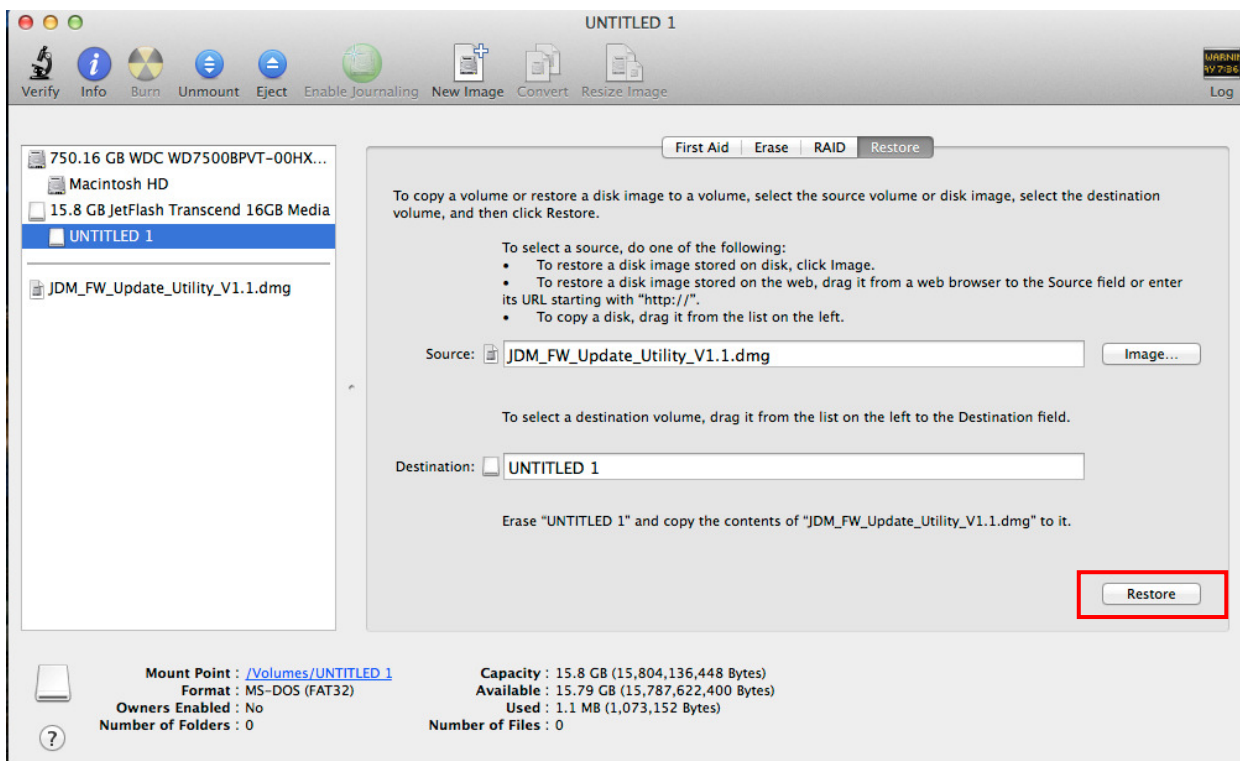 UNTITLED 1
Verify Info Burn Unmount Eject Enable Journaling New Image Convert Resize Image Log
750.16 GB WDC WD7500BPVT-00HX...
Macintosh HD
15.8 GB JetFlash Transcend 16GB Media
UNTITLED 1
JDM_FW_Update_Utility_V1.1.dmg
First Aid Erase RAID Restore
To copy a volume or restore a disk image to a volume, select the source volume or disk image, select the destination
volume, and then click Restore.
To select a source, do one of the following:
• To restore a disk image stored on disk, click Image.
• To restore a disk image stored on the web, drag it from a web browser to the Source field or enter
its URL starting with “http://”.
• To copy a disk, drag it from the list on the left.
Source: JDM_FW_Update_Utility_V1.1.dmg Image...
To select a destination volume, drag it from the list on the left to the Destination field.
Destination: UNTITLED 1
Erase “UNTITLED 1” and copy the contents of “JDM_FW_Update_Utility_V1.1.dmg” to it.
Restore
Mount Point : /Volumes/UNTITLED 1
Format : MS-DOS (FAT32)
Owners Enabled : No
Number of Folders : 0
Capacity : 15.8 GB (15,804,136,448 Bytes)
Available : 15.79 GB (15,787,622,400 Bytes)
Used : 1.1 MB (1,073,152 Bytes)
Number of Files : 0
?